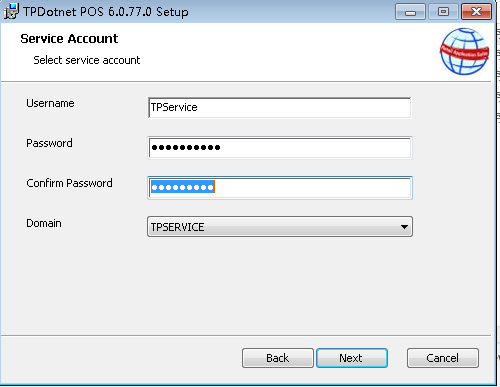 TPDotnet POS 6.0.77.0 Setup
Service Account
Select service account
Username
TPService
Password
●●●●●●●●●●
Confirm Password
●●●●●●●●●
Domain
TPSERVICE
Back
Next
Cancel